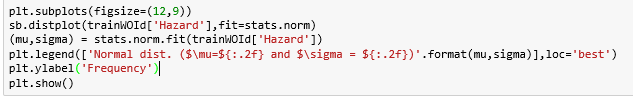 plt.subplots(figsize=(12,9))
sb.distplot(trainWOId['Hazard'],fit=stats.norm)
(mu,sigma) = stats.norm.fit(trainWOId['Hazard'])
plt.legend(['Normal dist. ($\mu=${:.2f} and $\sigma = ${:.2f})'.format(mu,sigma)],loc='best')
plt.ylabel('Frequency')
plt.show()